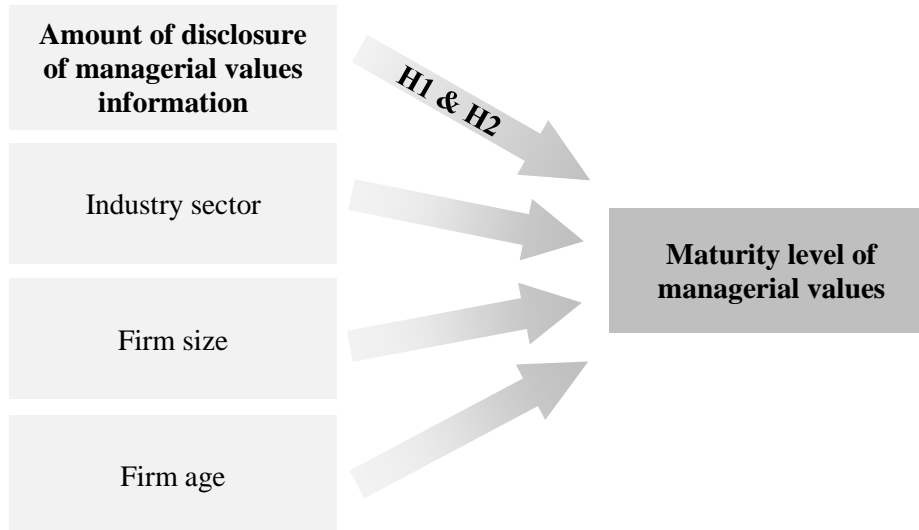 Amount of disclosure
of managerial values
information
H1 & H2
Industry sector
Maturity level of
managerial values
Firm size
Firm age